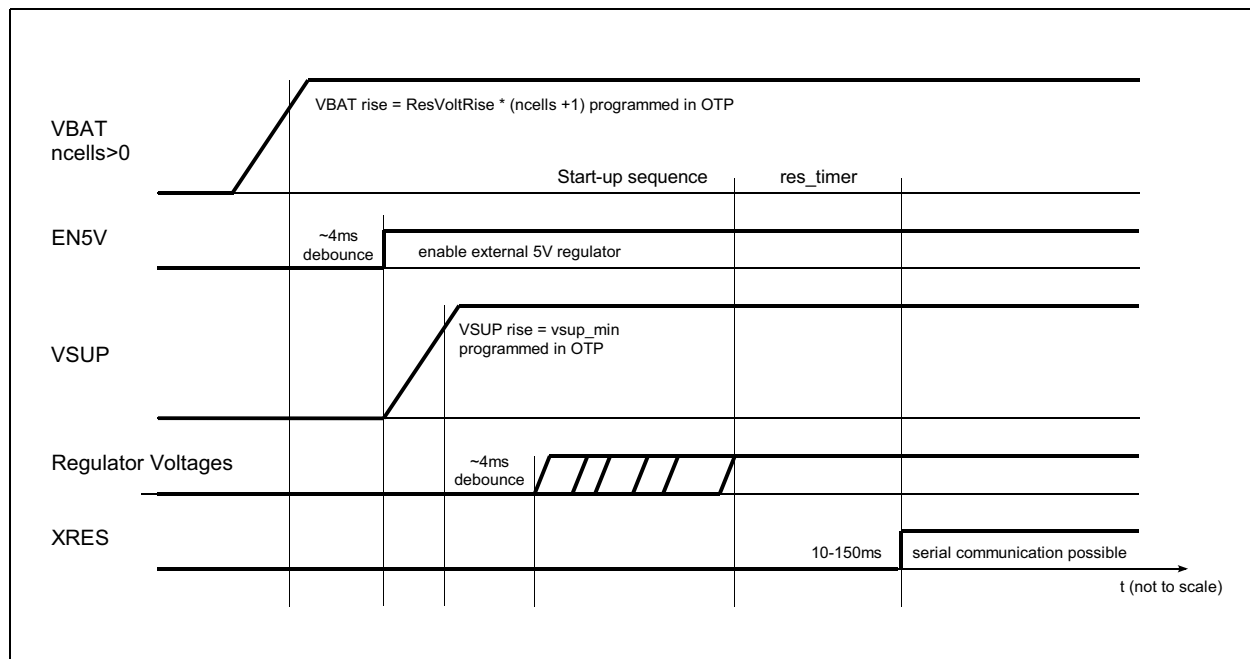 VBAT rise = ResVoltRise * (ncells +1) programmed in OTP
VBAT
ncells>0
Start-up sequence
res_timer
EN5V
~4ms
debounce
enable external 5V regulator
VSUP rise = vsup_min
programmed in OTP
VSUP
Regulator Voltages
~4ms
debounce
XRES
10-150ms
serial communication possible
t (not to scale)